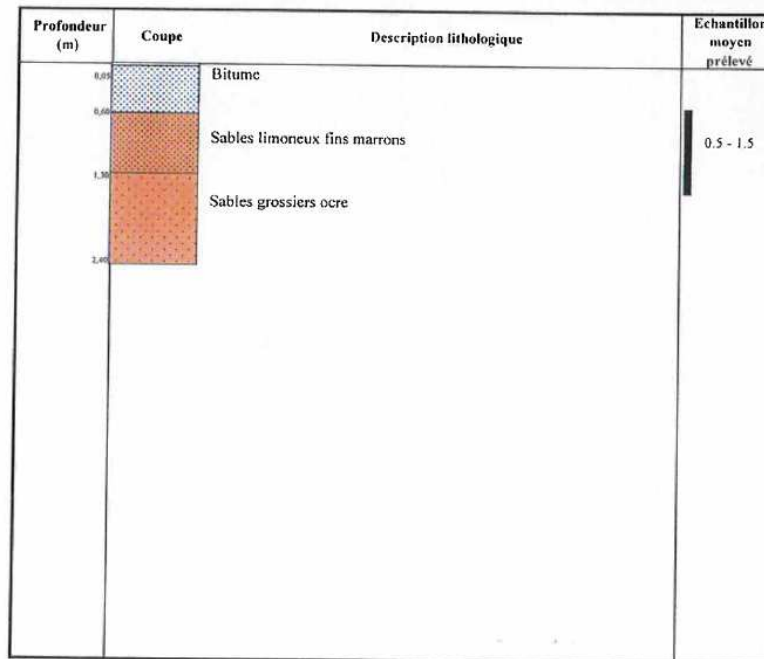 Profondeur
(m)
Coupe
Description lithologique
Echantillon
moyen
prélevé
0,05
Bitume
0,60
Sables limoneux fins marrons
0.5 - 1.5
1,30
Sables grossiers ocre
2,40